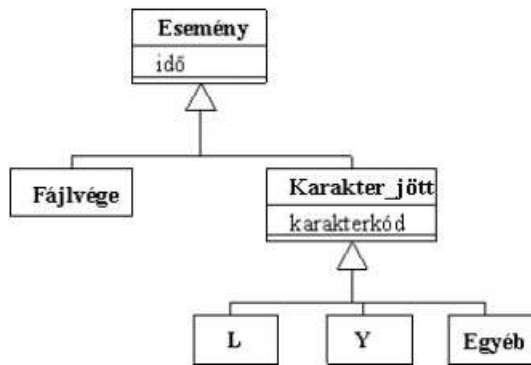 Esemény
idő
Fájlvége
Karakter_jött
karakterkód
L
Y
Egyéb